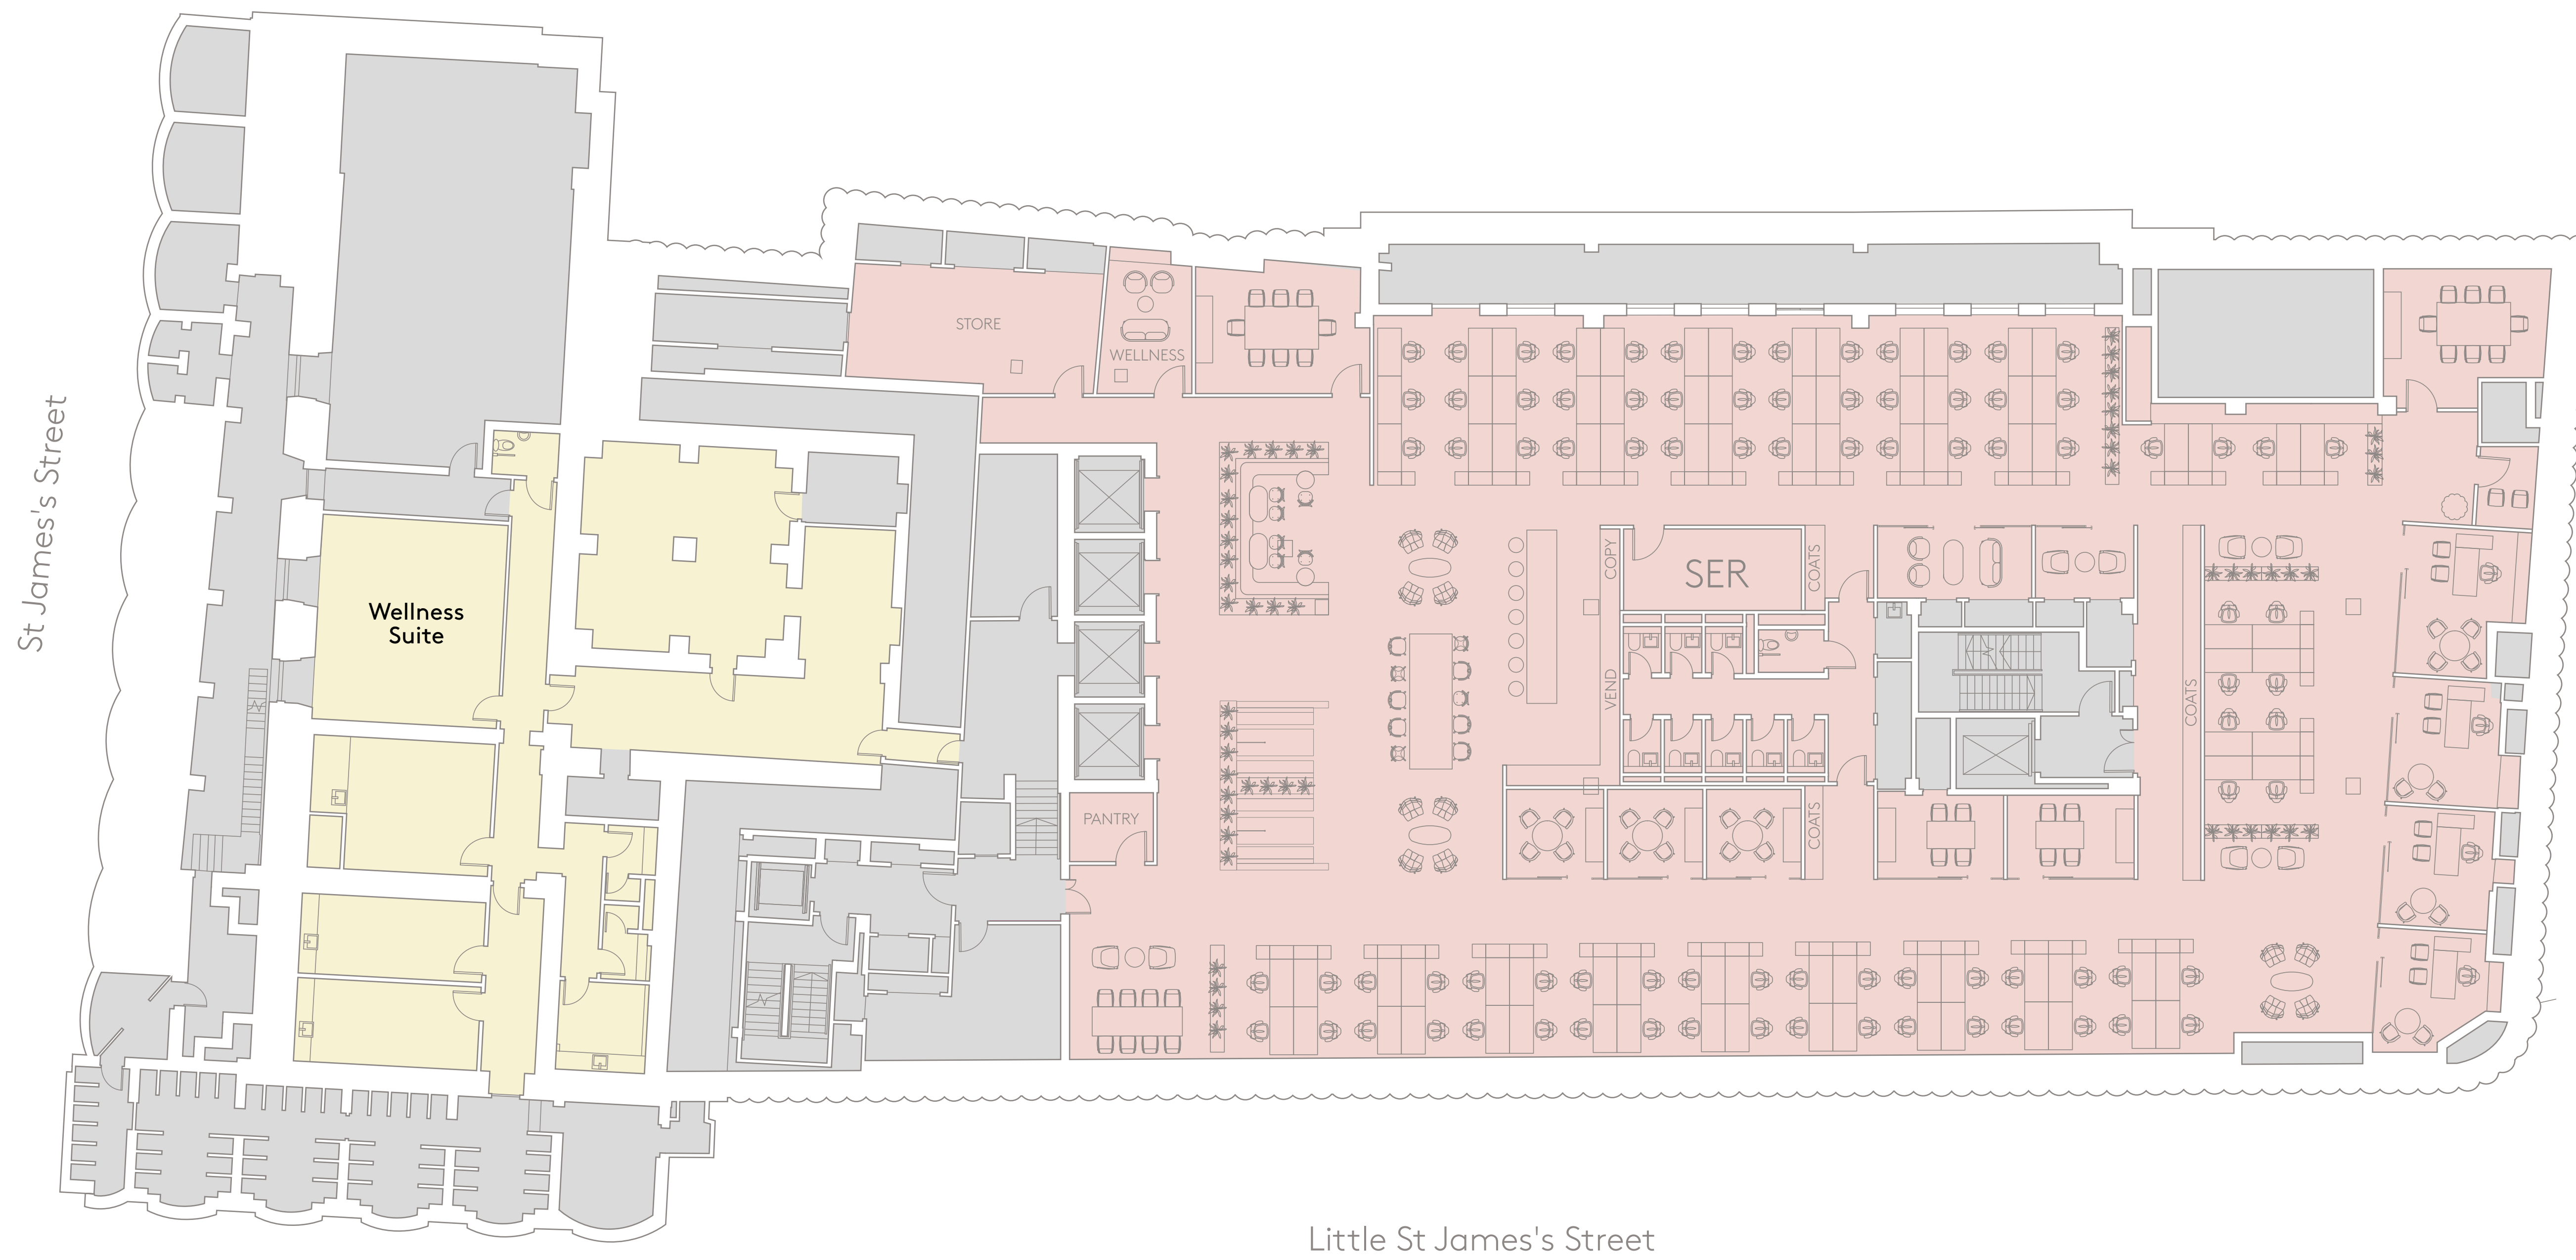 STORE
WELLNESS
St James's Street
COPY
SER
COATS
Wellness
Suite
VEND
COATS
PANTRY
COATS
Little St James's Street